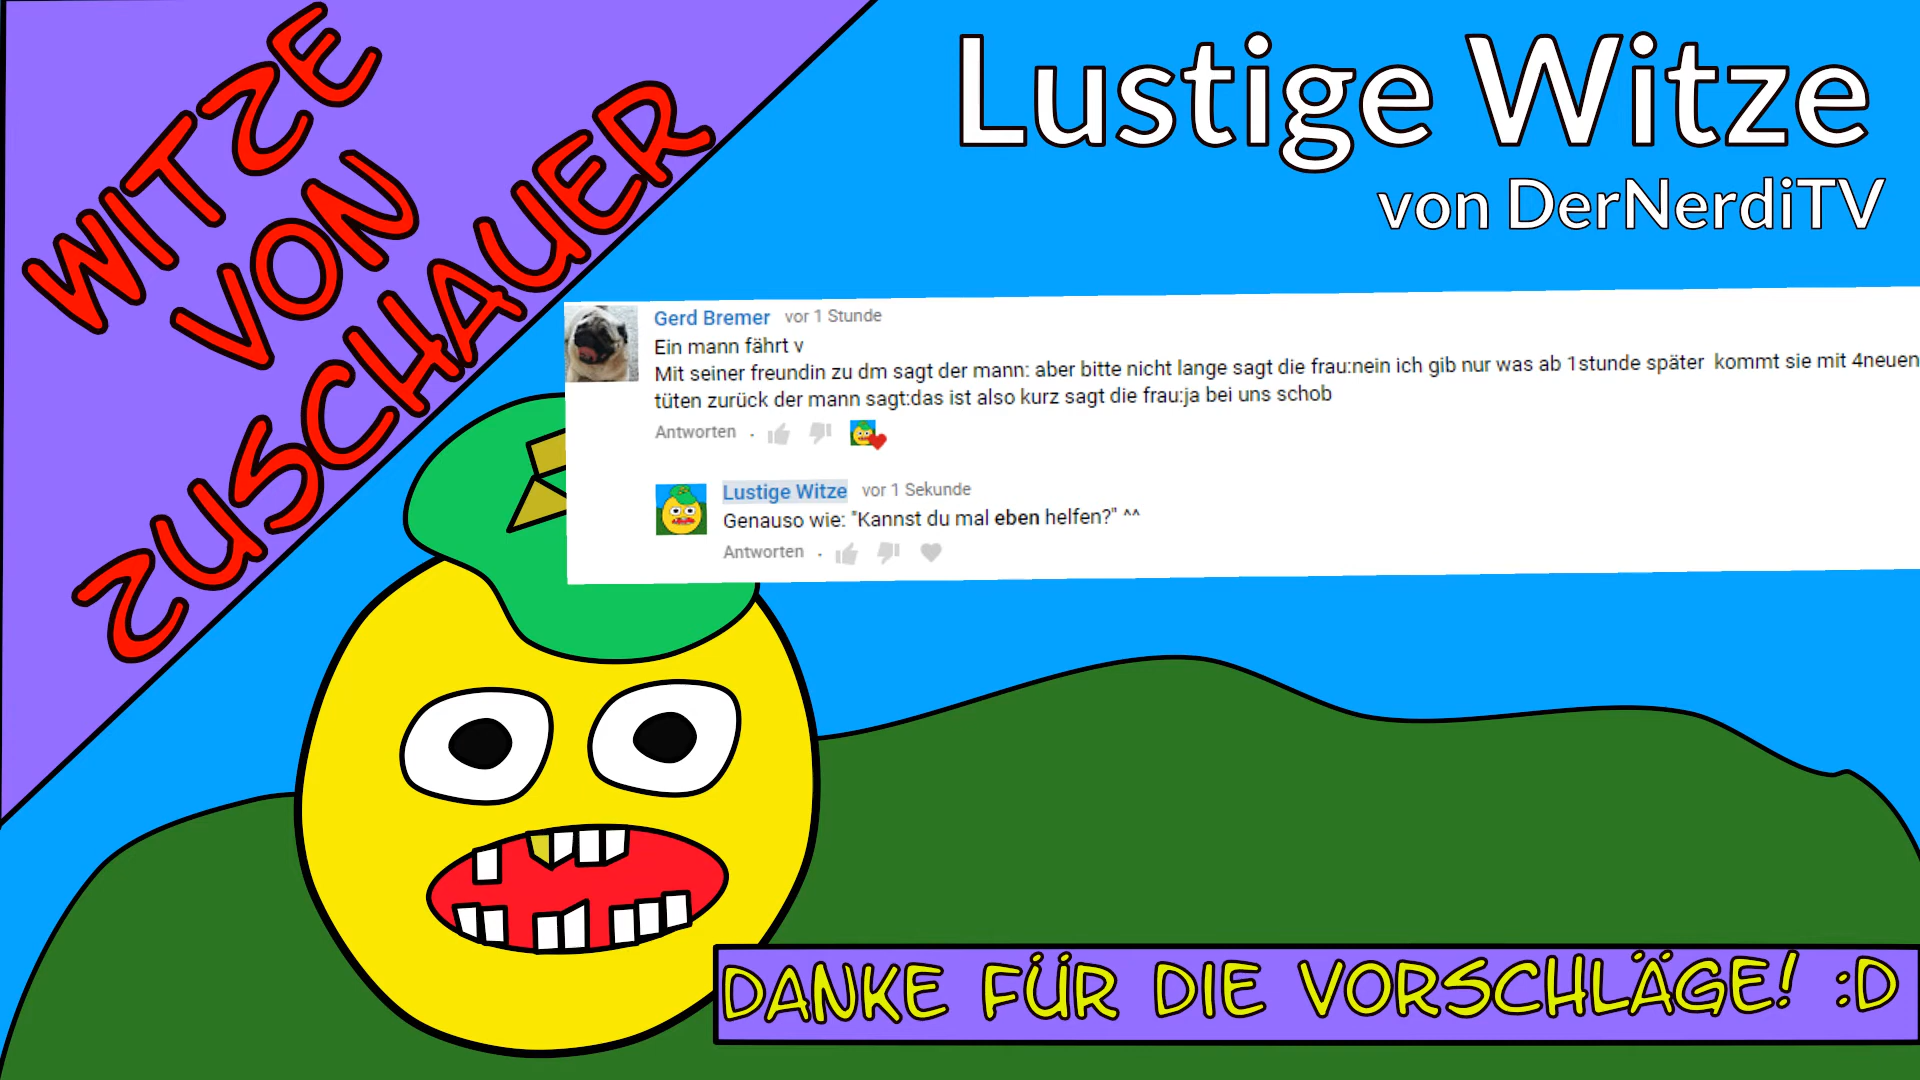 WITZE
VON
ZUSCHAUER
Lustige Witze
von DerNerdiTV
Gerd Bremer vor 1 Stunde
Ein mann fährt v
Mit seiner freundin zu dm sagt der mann: aber bitte nicht lange sagt die frau:nein ich gib nur was ab 1stunde später kommt sie mit 4neuen
tüten zurück der mann sagt:das ist also kurz sagt die frau:ja bei uns schob
Antworten
Lustige Witze vor 1 Sekunde
Genauso wie: "Kannst du mal eben helfen?" ^^
Antworten
DANKE FÜR DIE VORSCHLÄGE! :D